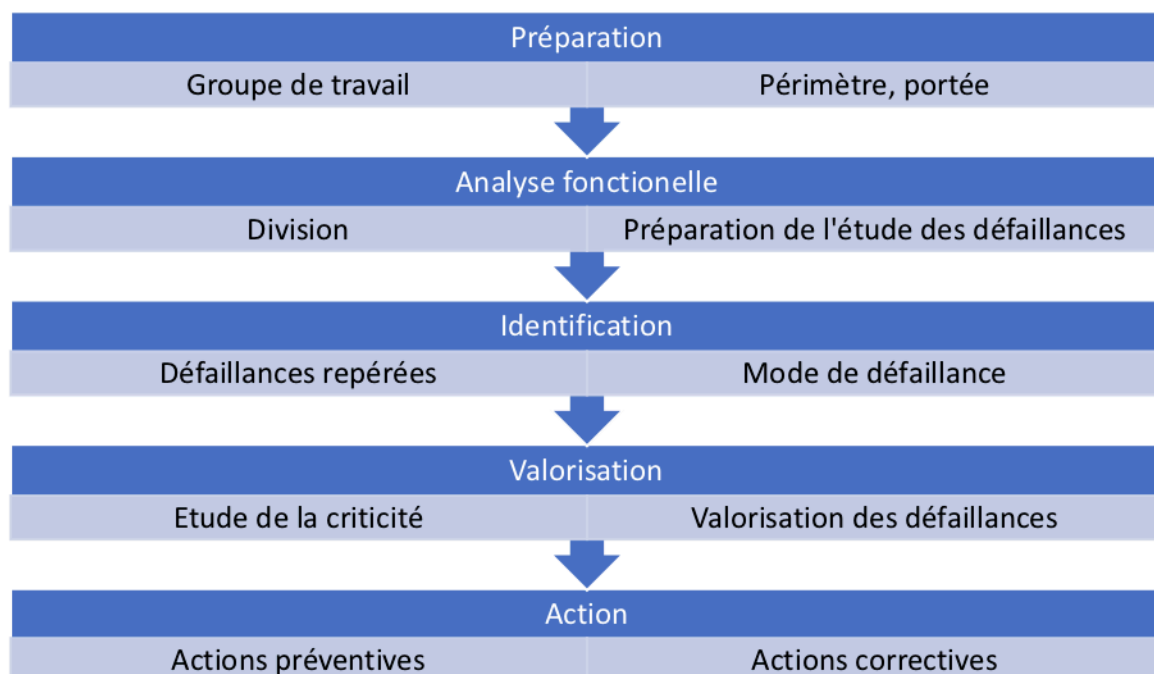 Préparation
Groupe de travail
Périmètre, portée
Analyse fonctionelle
Division
Préparation de l'étude des défaillances
Identification
Défaillances repérées
Mode de défaillance
Valorisation
Etude de la criticité
Valorisation des défaillances
Action
Actions préventives
Actions correctives